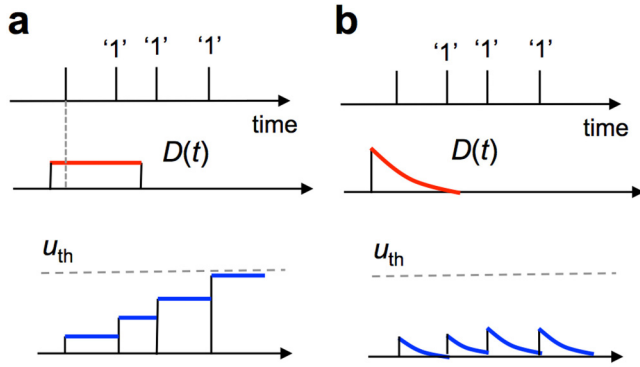 a
‘1’ ‘1’ ‘1’
time
D(t)
uth
b
‘1’ ‘1’ ‘1’
time
D(t)
uth